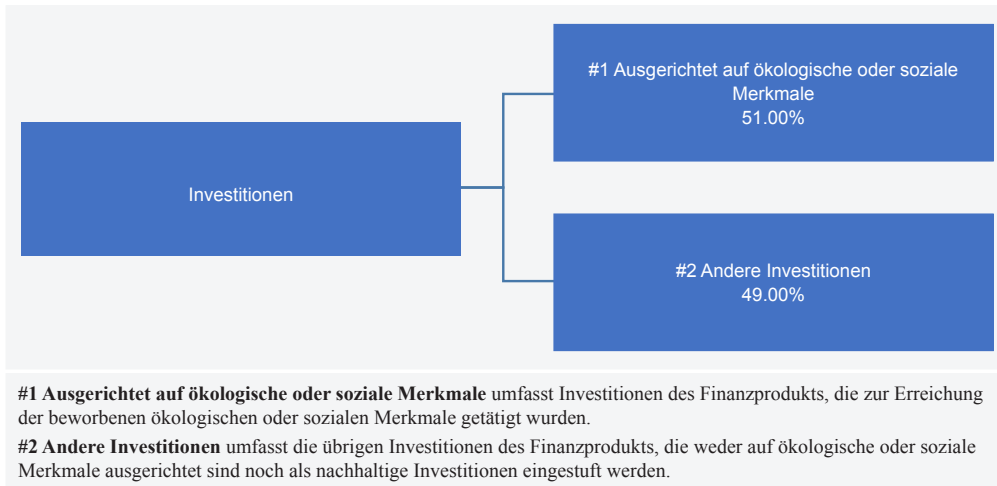 #1 Ausgerichtet auf ökologische oder soziale
Merkmale
51.00%
Investitionen
#2 Andere Investitionen
49.00%
#1 Ausgerichtet auf ökologische oder soziale Merkmale umfasst Investitionen des Finanzprodukts, die zur Erreichung
der beworbenen ökologischen oder sozialen Merkmale getätigt wurden.
#2 Andere Investitionen umfasst die übrigen Investitionen des Finanzprodukts, die weder auf ökologische oder soziale
Merkmale ausgerichtet sind noch als nachhaltige Investitionen eingestuft werden.